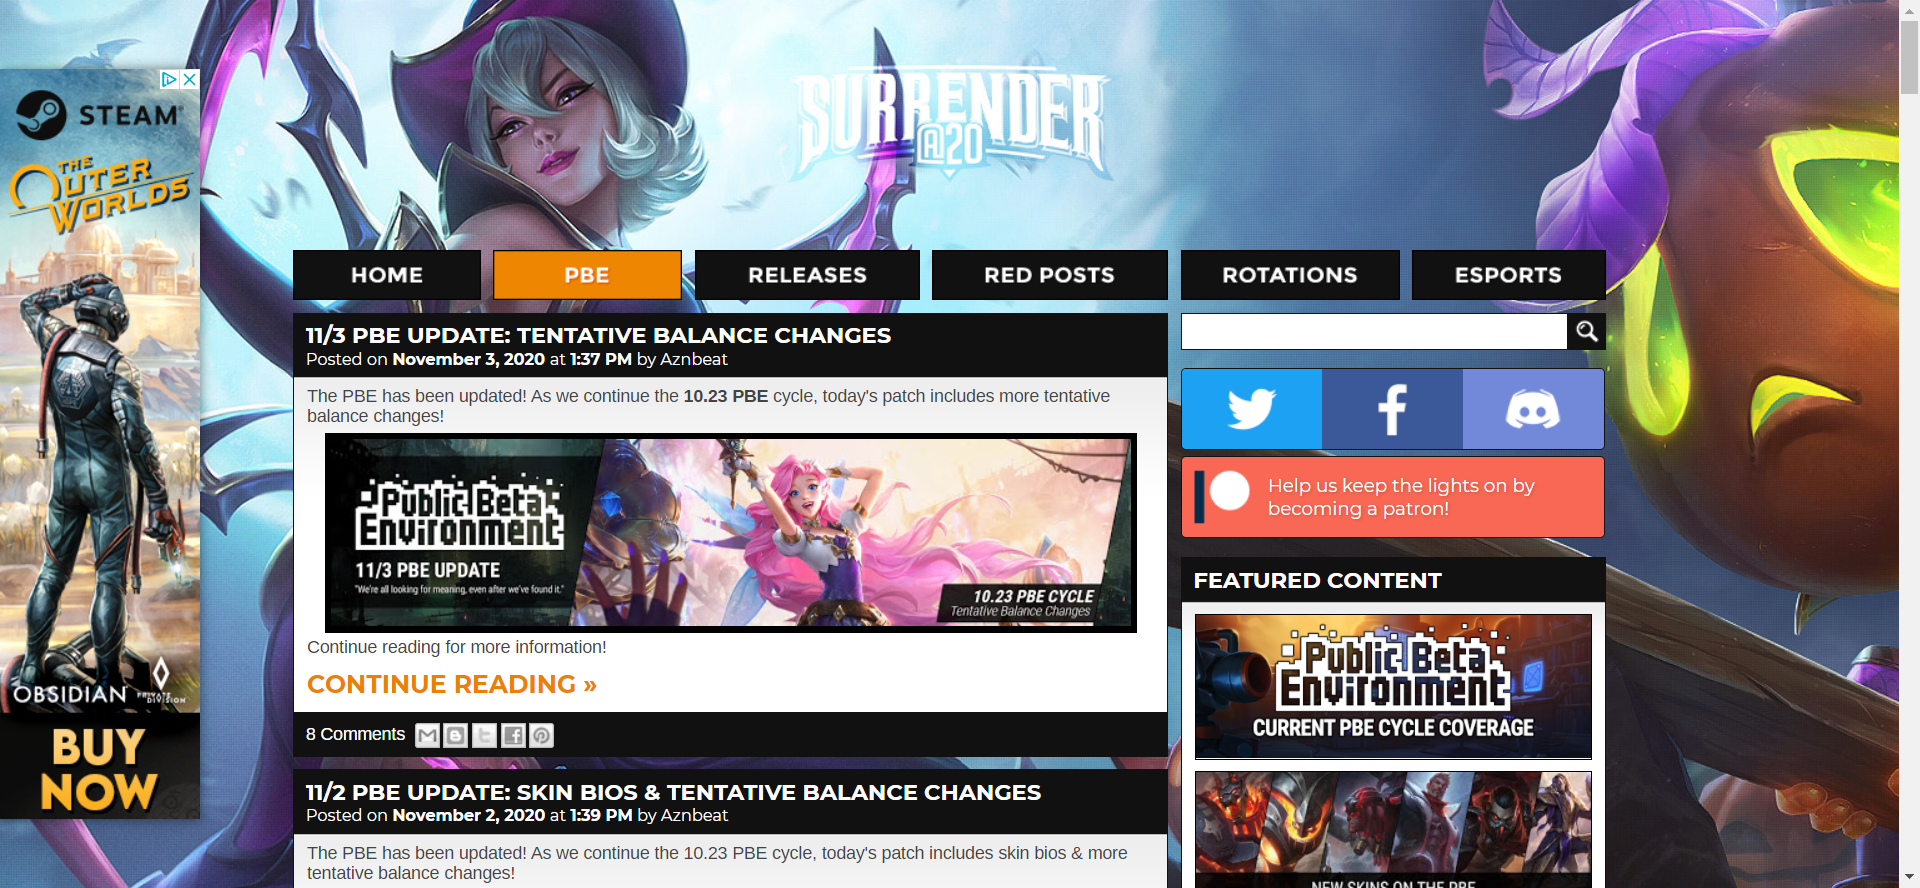 SURRENDER
@20
STEAM
THE
OUTER
WORLDS
OBSIDIAN
PRIVATE
DIVISION
BUY
NOW
HOME
PBE
RELEASES
RED POSTS
ROTATIONS
ESPORTS
11/3 PBE UPDATE: TENTATIVE BALANCE CHANGES
Posted on November 3, 2020 at 1:37 PM by Aznbeat
The PBE has been updated! As we continue the 10.23 PBE cycle, today's patch includes more tentative
balance changes!
Public Beta
Environment
11/3 PBE UPDATE
"We're all looking for meaning, even after we've found it."
10.23 PBE CYCLE
Tentative Balance Changes
Continue reading for more information!
CONTINUE READING »
8 Comments
11/2 PBE UPDATE: SKIN BIOS & TENTATIVE BALANCE CHANGES
Posted on November 2, 2020 at 1:39 PM by Aznbeat
The PBE has been updated! As we continue the 10.23 PBE cycle, today's patch includes skin bios & more
tentative balance changes!
Help us keep the lights on by
becoming a patron!
FEATURED CONTENT
Public Beta
Environment
CURRENT PBE CYCLE COVERAGE
NEW SKINS ON THE PBE